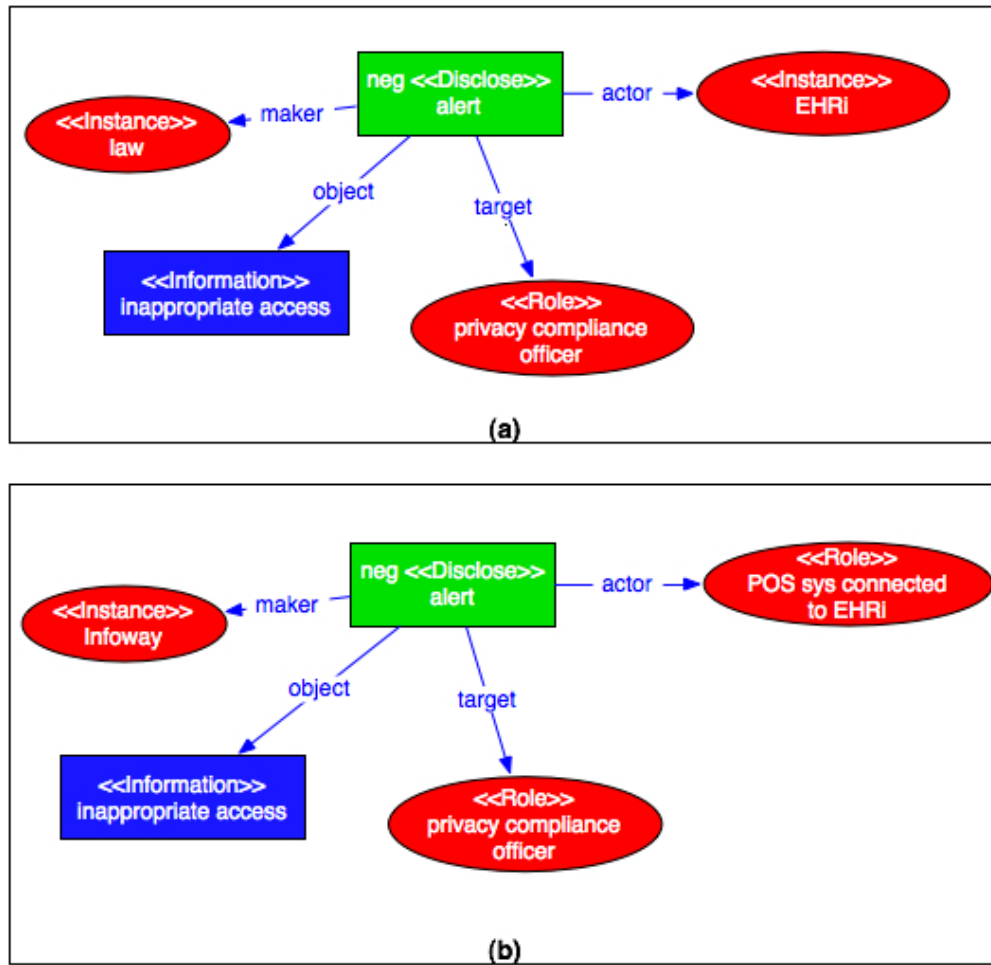 neg <<Disclose>>
alert
actor
<<Instance>>
EHRi
maker
<<Instance>>
law
object
target
<<Information>>
inappropriate access
<<Role>>
privacy compliance
officer
(a)
neg <<Disclose>>
alert
actor
<<Role>>
POS sys connected
to EHRi
maker
<<Instance>>
Infoway
object
target
<<Information>>
inappropriate access
<<Role>>
privacy compliance
officer
(b)